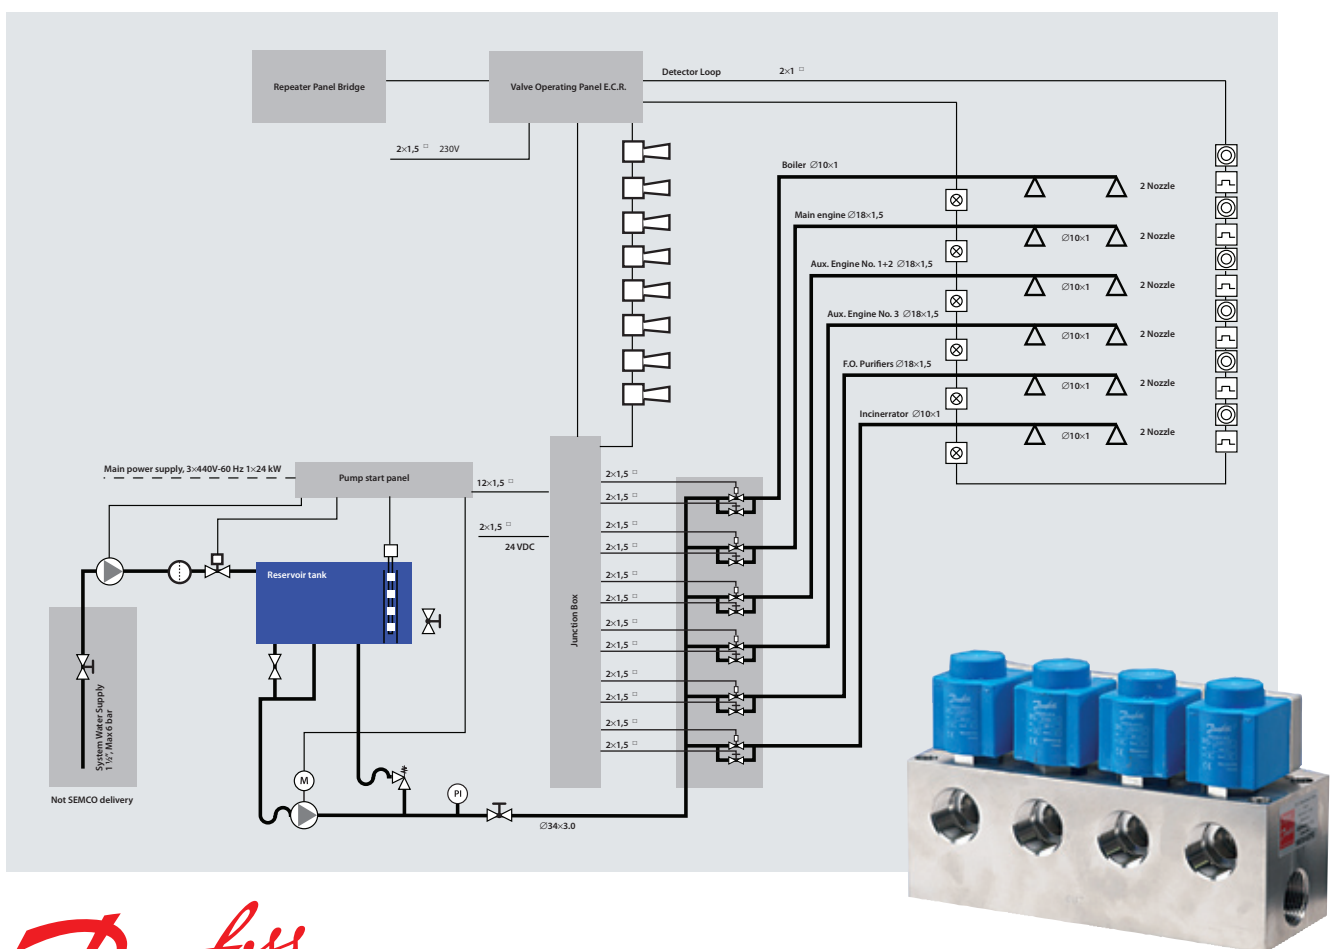 Repeater Panel Bridge
Valve Operating Panel E.C.R.
Detector Loop
2×1 □
2×1,5 □ 230V
Boiler ∅10×1
2 Nozzle
Main engine ∅18×1,5
∅10×1
2 Nozzle
Aux. Engine No. 1+2 ∅18×1,5
∅10×1
2 Nozzle
Aux. Engine No. 3 ∅18×1,5
∅10×1
2 Nozzle
F.O. Purifiers ∅18×1,5
∅10×1
2 Nozzle
Incinerrator ∅10×1
∅10×1
2 Nozzle
Main power supply, 3×440V-60 Hz 1×24 kW
Pump start panel
12×1,5 □
2×1,5 □
24 VDC
Junction Box
2×1,5 □
2×1,5 □
2×1,5 □
2×1,5 □
2×1,5 □
2×1,5 □
2×1,5 □
2×1,5 □
2×1,5 □
2×1,5 □
2×1,5 □
2×1,5 □
Reservoir tank
System Water Supply
1 ½", Max 6 bar
Not SEMCO delivery
M
PI
∅34×3.0
Danfoss
Danfoss
Danfoss
Danfoss